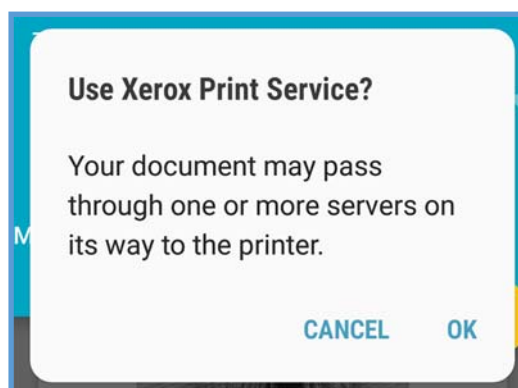 Use Xerox Print Service?
Your document may pass
through one or more servers on
its way to the printer.
M
CANCEL OK